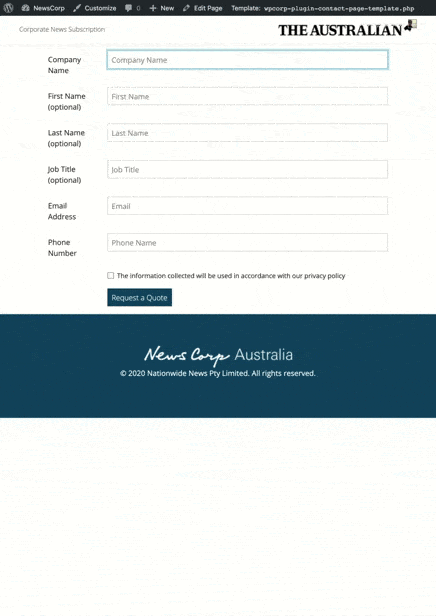 NewsCorp Customize 0 New Edit Page Template: wpcorp-plugin-contact-page-template.php
Corporate News Subscription
THE AUSTRALIAN
Company
Name
Company Name
First Name
(optional)
First Name
Last Name
(optional)
Last Name
Job Title
(optional)
Job Title
Email
Address
Email
Phone
Number
Phone Name
The information collected will be used in accordance with our privacy policy
Request a Quote
News Corp Australia
© 2020 Nationwide News Pty Limited. All rights reserved.